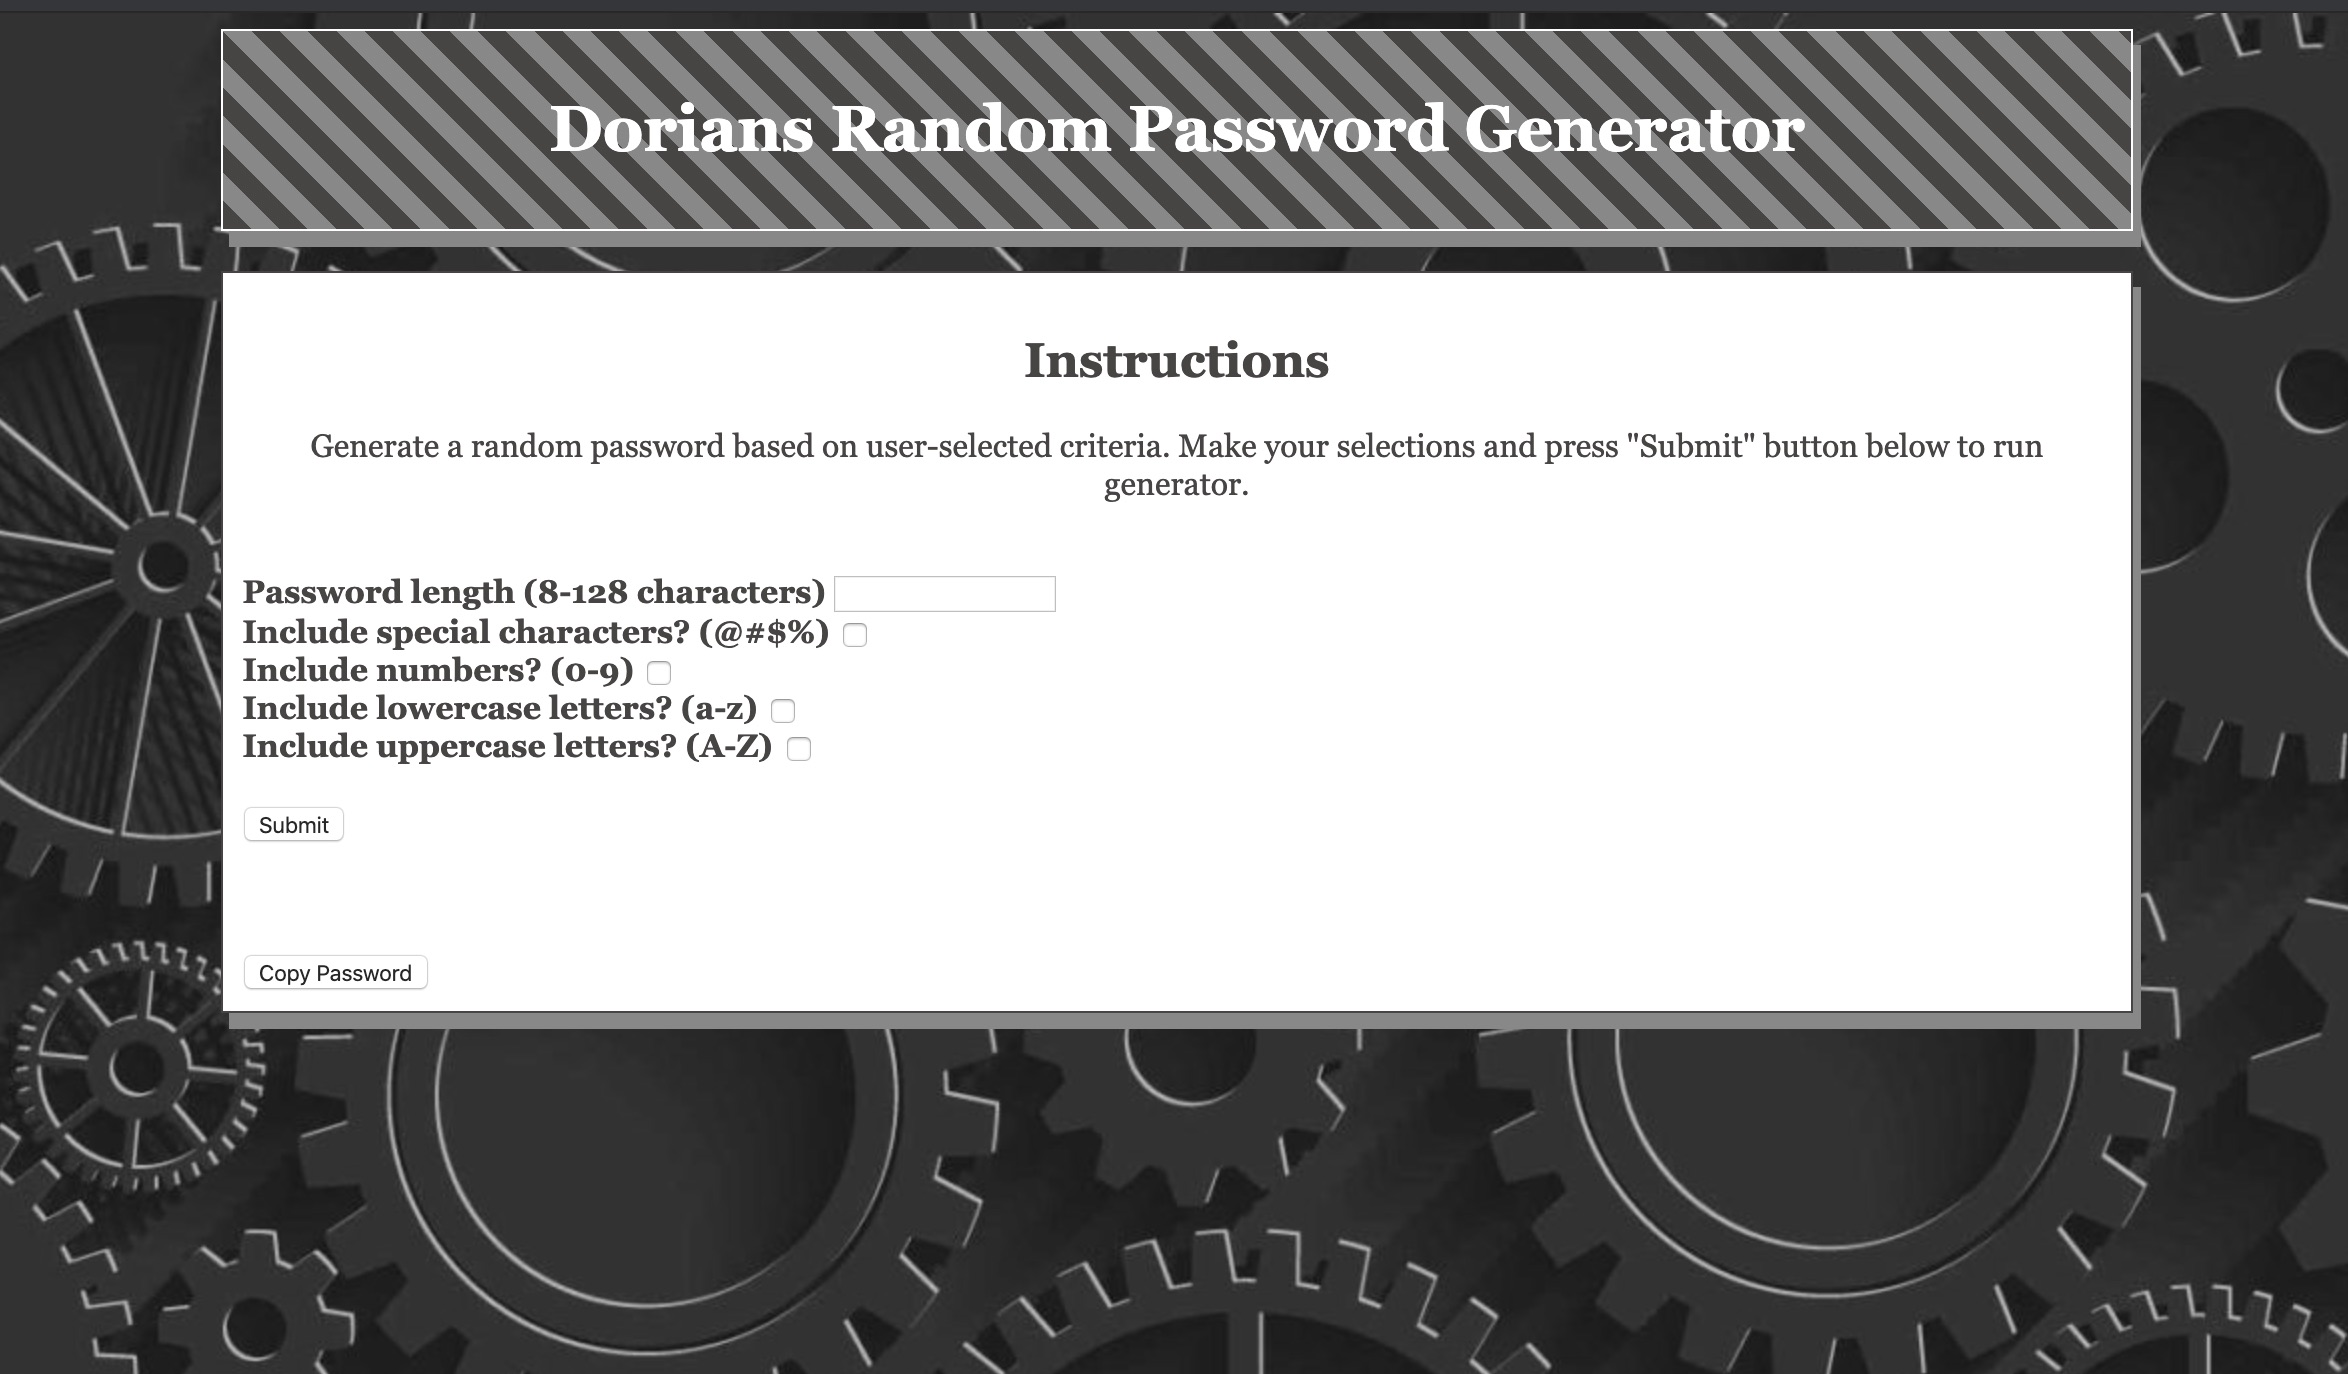 Dorians Random Password Generator
Instructions
Generate a random password based on user-selected criteria. Make your selections and press "Submit" button below to run
generator.
Password length (8-128 characters)
Include special characters? (@#$%)
Include numbers? (0-9)
Include lowercase letters? (a-z)
Include uppercase letters? (A-Z)
Submit
Copy Password